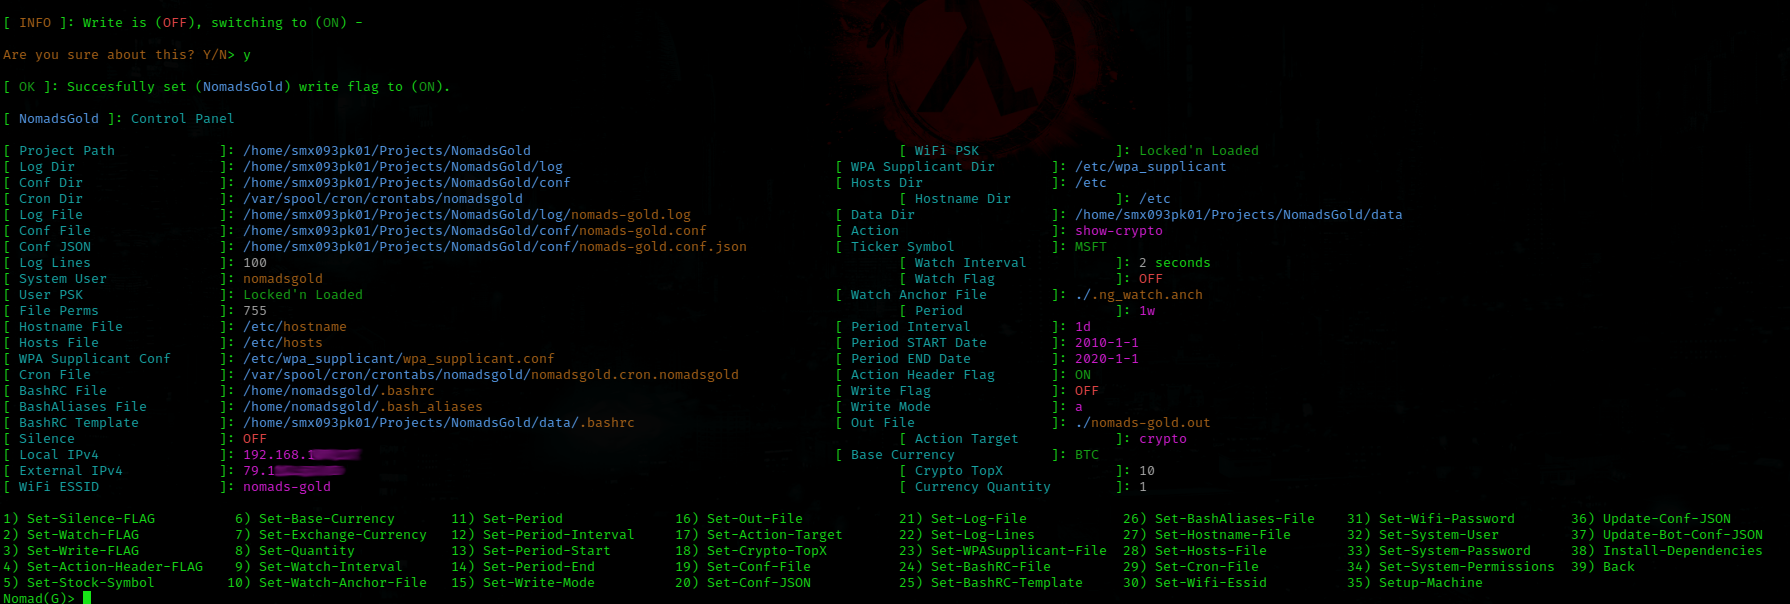 [ INFO ]: Write is (OFF), switching to (ON) -
Are you sure about this? Y/N> y
[ OK ]: Succesfully set (NomadsGold) write flag to (ON).
[ NomadsGold ]: Control Panel
[ Project Path ]: /home/smx093pk01/Projects/NomadsGold [ WiFi PSK ]: Locked'n Loaded
[ Log Dir ]: /home/smx093pk01/Projects/NomadsGold/log [ WPA Supplicant Dir ]: /etc/wpa_supplicant
[ Conf Dir ]: /home/smx093pk01/Projects/NomadsGold/conf [ Hosts Dir ]: /etc
[ Cron Dir ]: /var/spool/cron/crontabs/nomadsgold [ Hostname Dir ]: /etc
[ Log File ]: /home/smx093pk01/Projects/NomadsGold/log/nomads-gold.log [ Data Dir ]: /home/smx093pk01/Projects/NomadsGold/data
[ Conf File ]: /home/smx093pk01/Projects/NomadsGold/conf/nomads-gold.conf [ Action ]: show-crypto
[ Conf JSON ]: /home/smx093pk01/Projects/NomadsGold/conf/nomads-gold.conf.json [ Ticker Symbol ]: MSFT
[ Log Lines ]: 100 [ Watch Interval ]: 2 seconds
[ System User ]: nomadsgold [ Watch Flag ]: OFF
[ User PSK ]: Locked'n Loaded [ Watch Anchor File ]: ./.ng_watch.anch
[ File Perms ]: 755 [ Period ]: 1w
[ Hostname File ]: /etc/hostname [ Period Interval ]: 1d
[ Hosts File ]: /etc/hosts [ Period START Date ]: 2010-1-1
[ WPA Supplicant Conf ]: /etc/wpa_supplicant/wpa_supplicant.conf [ Period END Date ]: 2020-1-1
[ Cron File ]: /var/spool/cron/crontabs/nomadsgold/nomadsgold.cron.nomadsgold [ Action Header Flag ]: ON
[ BashRC File ]: /home/nomadsgold/.bashrc [ Write Flag ]: OFF
[ BashAliases File ]: /home/nomadsgold/.bash_aliases [ Write Mode ]: a
[ BashRC Template ]: /home/smx093pk01/Projects/NomadsGold/data/.bashrc [ Out File ]: ./nomads-gold.out
[ Silence ]: OFF [ Action Target ]: crypto
[ Local IPv4 ]: 192.168.1 [ Base Currency ]: BTC
[ External IPv4 ]: 79.1 [ Crypto TopX ]: 10
[ WiFi ESSID ]: nomads-gold [ Currency Quantity ]: 1
1) Set-Silence-FLAG 6) Set-Base-Currency 11) Set-Period 16) Set-Out-File 21) Set-Log-File 26) Set-BashAliases-File 31) Set-Wifi-Password 36) Update-Conf-JSON
2) Set-Watch-FLAG 7) Set-Exchange-Currency 12) Set-Period-Interval 17) Set-Action-Target 22) Set-Log-Lines 27) Set-Hostname-File 32) Set-System-User 37) Update-Bot-Conf-JSON
3) Set-Write-FLAG 8) Set-Quantity 13) Set-Period-Start 18) Set-Crypto-TopX 23) Set-WPASupplicant-File 28) Set-Hosts-File 33) Set-System-Password 38) Install-Dependencies
4) Set-Action-Header-FLAG 9) Set-Watch-Interval 14) Set-Period-End 19) Set-Conf-File 24) Set-BashRC-File 29) Set-Cron-File 34) Set-System-Permissions 39) Back
5) Set-Stock-Symbol 10) Set-Watch-Anchor-File 15) Set-Write-Mode 20) Set-Conf-JSON 25) Set-BashRC-Template 30) Set-Wifi-Essid 35) Setup-Machine
Nomad(G)>